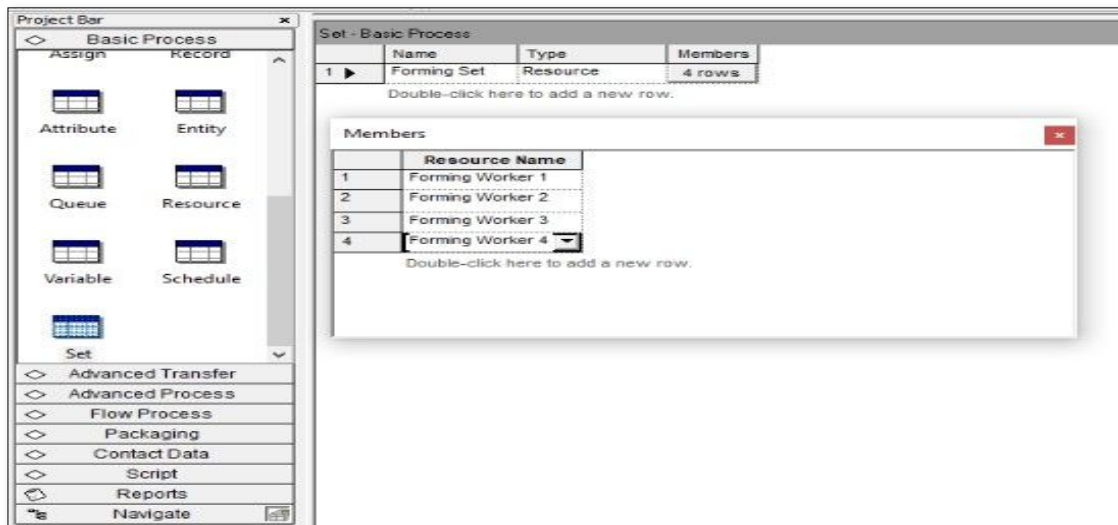 Project Bar
Basic Process
Assign Record
Attribute Entity
Queue Resource
Variable Schedule
Set
Advanced Transfer
Advanced Process
Flow Process
Packaging
Contact Data
Script
Reports
Navigate
Set - Basic Process
Name Type Members
1 Forming Set Resource 4 rows
Double-click here to add a new row.
Members
Resource Name
1 Forming Worker 1
2 Forming Worker 2
3 Forming Worker 3
4 Forming Worker 4
Double-click here to add a new row.